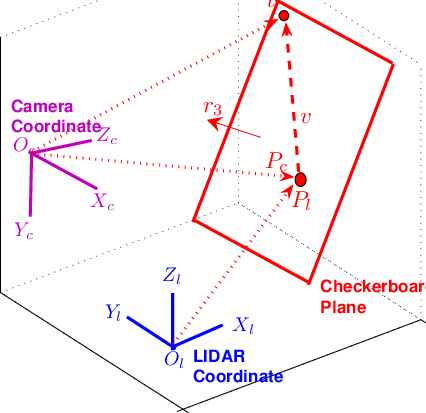 Camera
Coordinate
Z_c
O_c
X_c
Y_c
r_3
v
P_c
P_l
Checkerboard
Plane
Z_l
Y_l
X_l
O_l
LIDAR
Coordinate